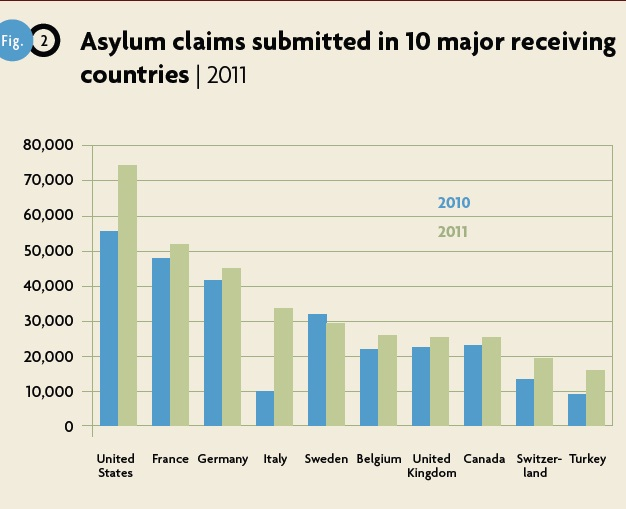 Fig. 2
Asylum claims submitted in 10 major receiving
countries | 2011
80,000
70,000
60,000
50,000
40,000
30,000
20,000
10,000
0
2010
2011
United States
France
Germany
Italy
Sweden
Belgium
United Kingdom
Canada
Switzer-
land
Turkey